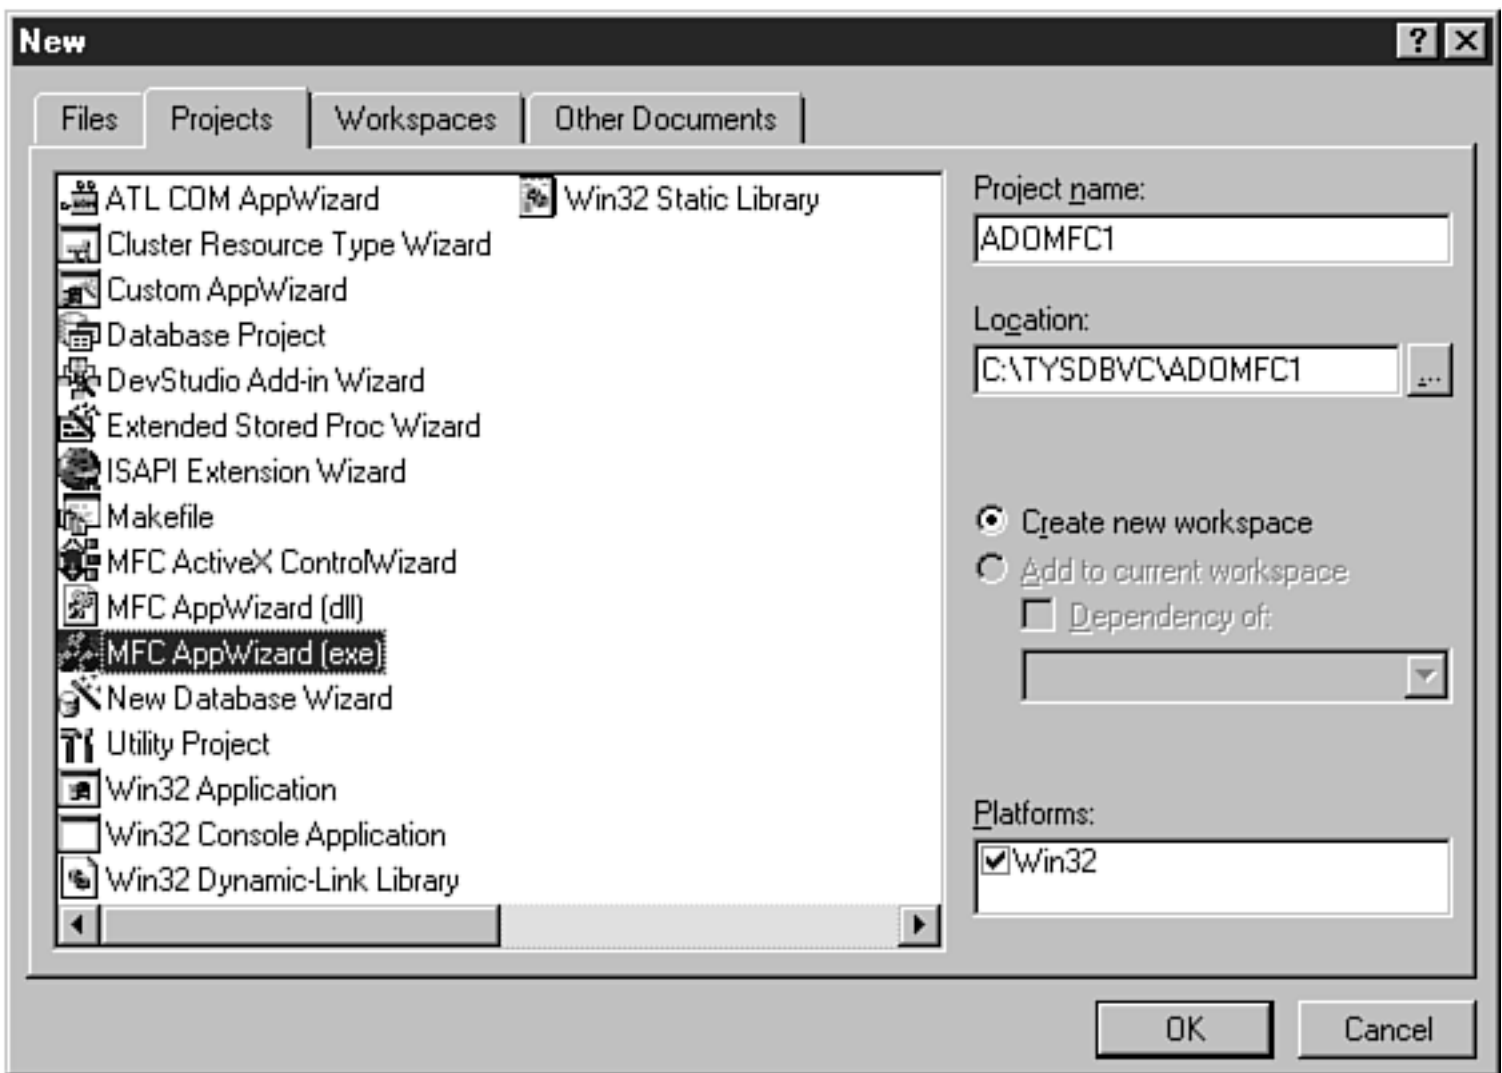 New
Files
Projects
Workspaces
Other Documents
ATL COM AppWizard
Cluster Resource Type Wizard
Custom AppWizard
Database Project
DevStudio Add-in Wizard
Extended Stored Proc Wizard
ISAPI Extension Wizard
Makefile
MFC ActiveX ControlWizard
MFC AppWizard (dll)
MFC AppWizard (exe)
New Database Wizard
Utility Project
Win32 Application
Win32 Console Application
Win32 Dynamic-Link Library
Win32 Static Library
Project name:
ADOMFC1
Location:
C:\TYSDBVC\ADOMFC1
...
Create new workspace
Add to current workspace
Dependency of:
Platforms:
Win32
OK
Cancel